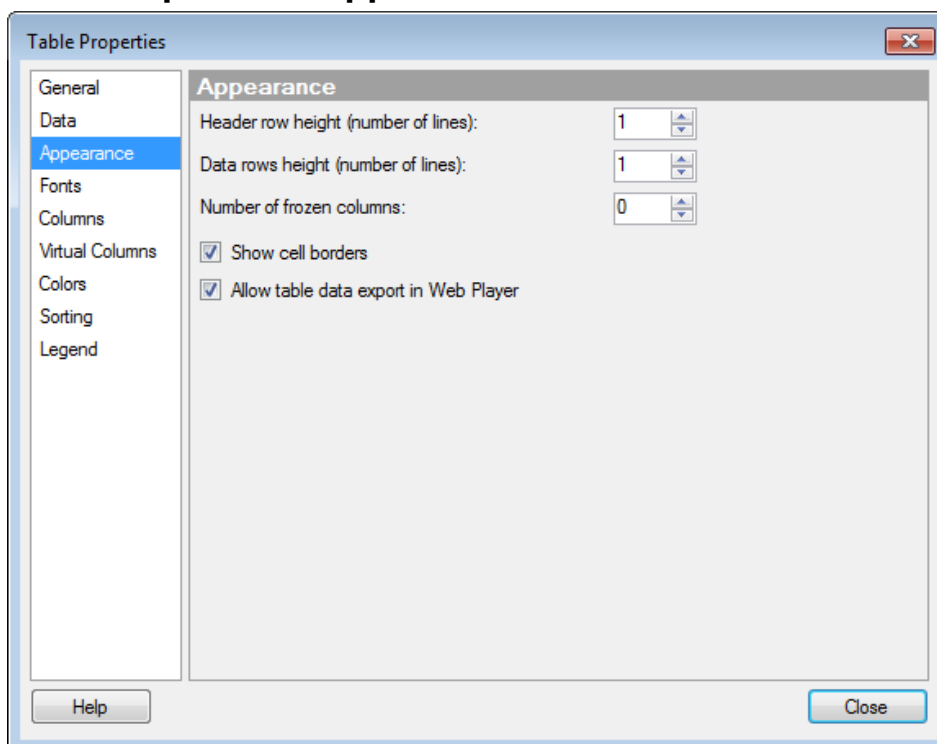 Table Properties
General
Data
Appearance
Fonts
Columns
Virtual Columns
Colors
Sorting
Legend
Appearance
Header row height (number of lines):
1
Data rows height (number of lines):
1
Number of frozen columns:
0
Show cell borders
Allow table data export in Web Player
Help
Close